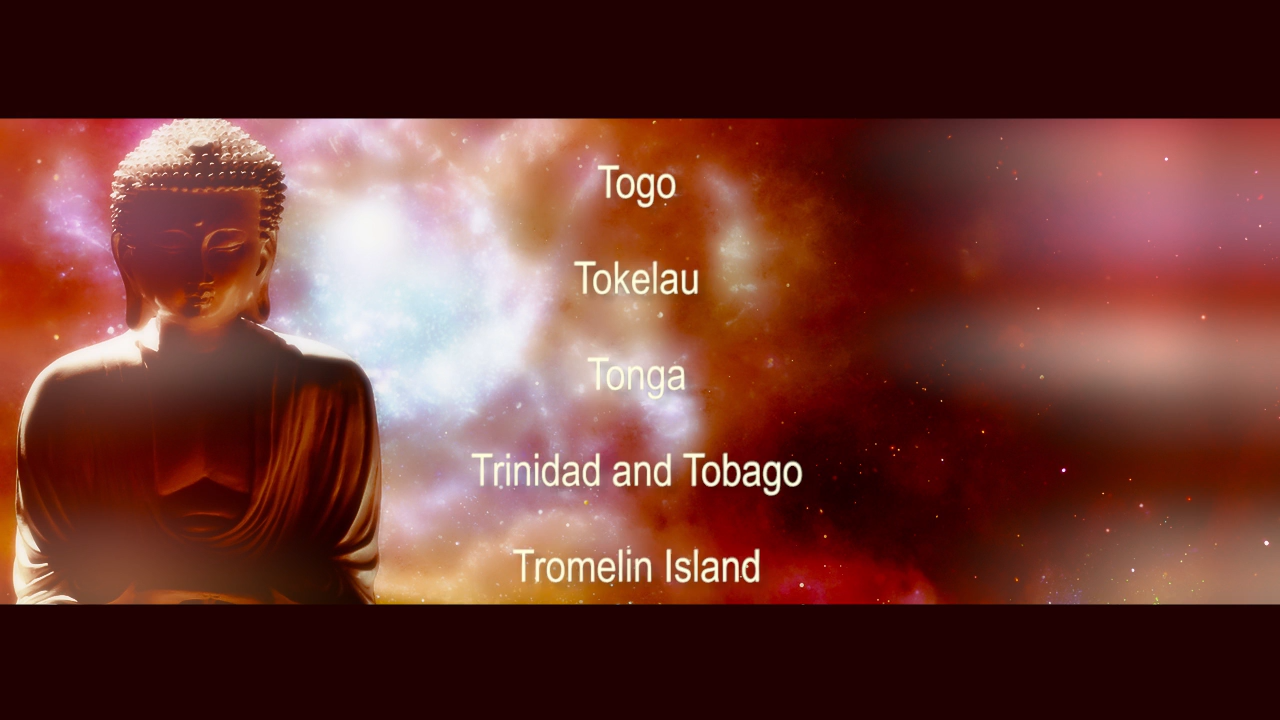 Togo
Tokelau
Tonga
Trinidad and Tobago
Tromelin Island